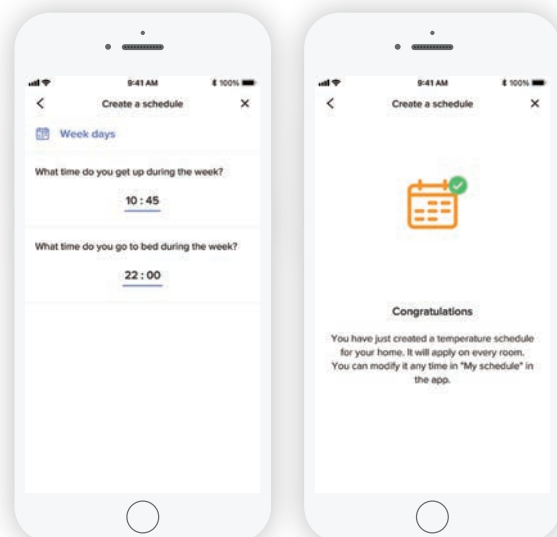 9:41 AM
100%
Create a schedule
Week days
What time do you get up during the week?
10 : 45
What time do you go to bed during the week?
22 : 00
9:41 AM
100%
Create a schedule
Congratulations
You have just created a temperature schedule
for your home. It will apply on every room.
You can modify it any time in "My schedule" in
the app.